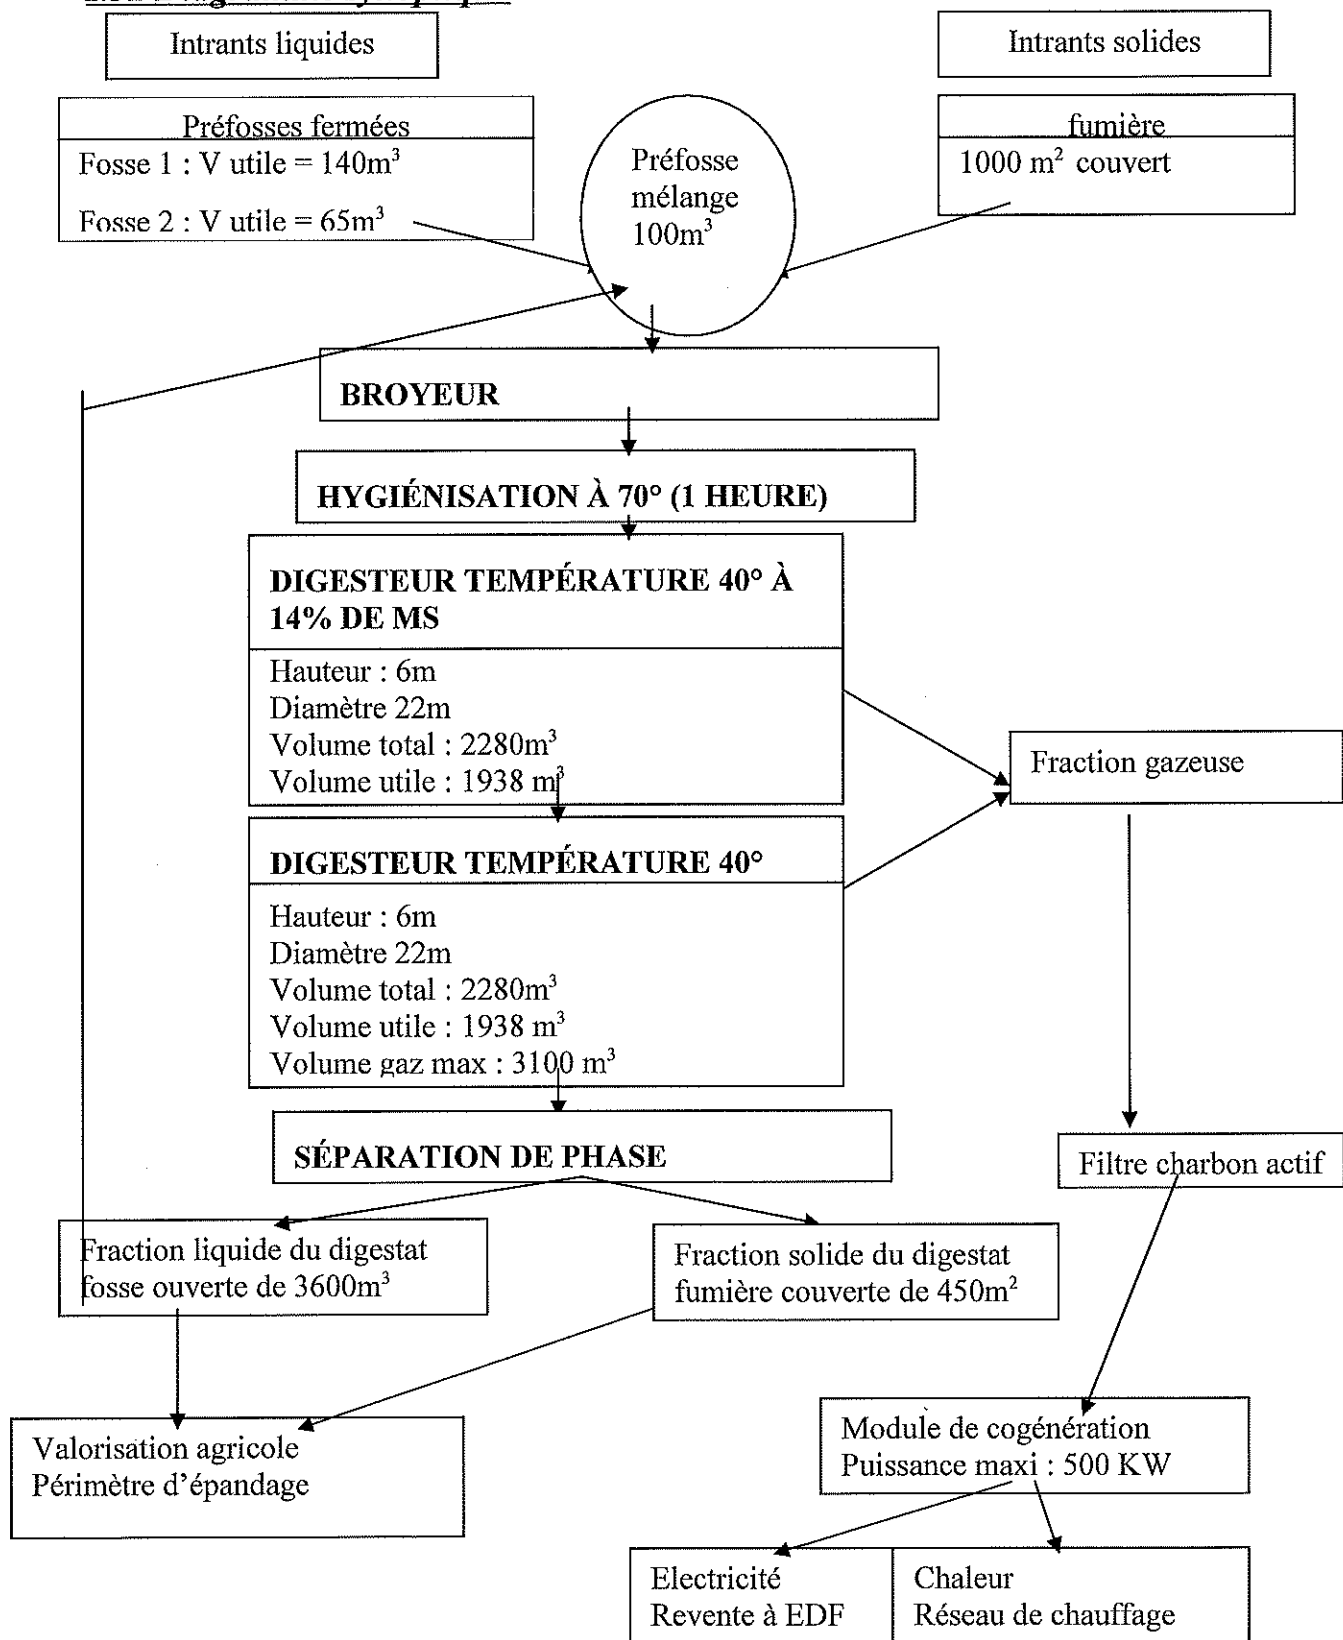 Intrants liquides
Intrants solides
Préfosses fermées
Fosse 1 : V utile = 140m³
Fosse 2 : V utile = 65m³
Préfosse
mélange
100m³
fumière
1000 m² couvert
BROYEUR
HYGIÉNISATION À 70° (1 HEURE)
DIGESTEUR TEMPÉRATURE 40° À
14% DE MS
Hauteur : 6m
Diamètre 22m
Volume total : 2280m³
Volume utile : 1938 m³
Fraction gazeuse
DIGESTEUR TEMPÉRATURE 40°
Hauteur : 6m
Diamètre 22m
Volume total : 2280m³
Volume utile : 1938 m³
Volume gaz max : 3100 m³
SÉPARATION DE PHASE
Filtre charbon actif
Fraction liquide du digestat
fosse ouverte de 3600m³
Fraction solide du digestat
fumière couverte de 450m²
Valorisation agricole
Périmètre d'épandage
Module de cogénération
Puissance maxi : 500 KW
Electricité
Revente à EDF
Chaleur
Réseau de chauffage